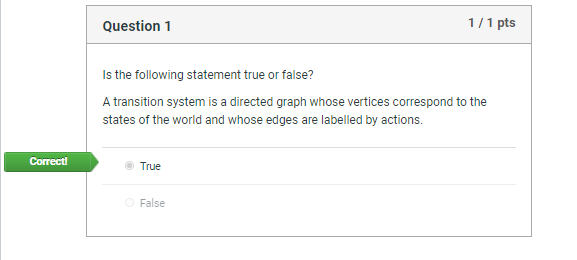 Question 1
1 / 1 pts
Is the following statement true or false?
A transition system is a directed graph whose vertices correspond to the
states of the world and whose edges are labelled by actions.
Correct!
True
False